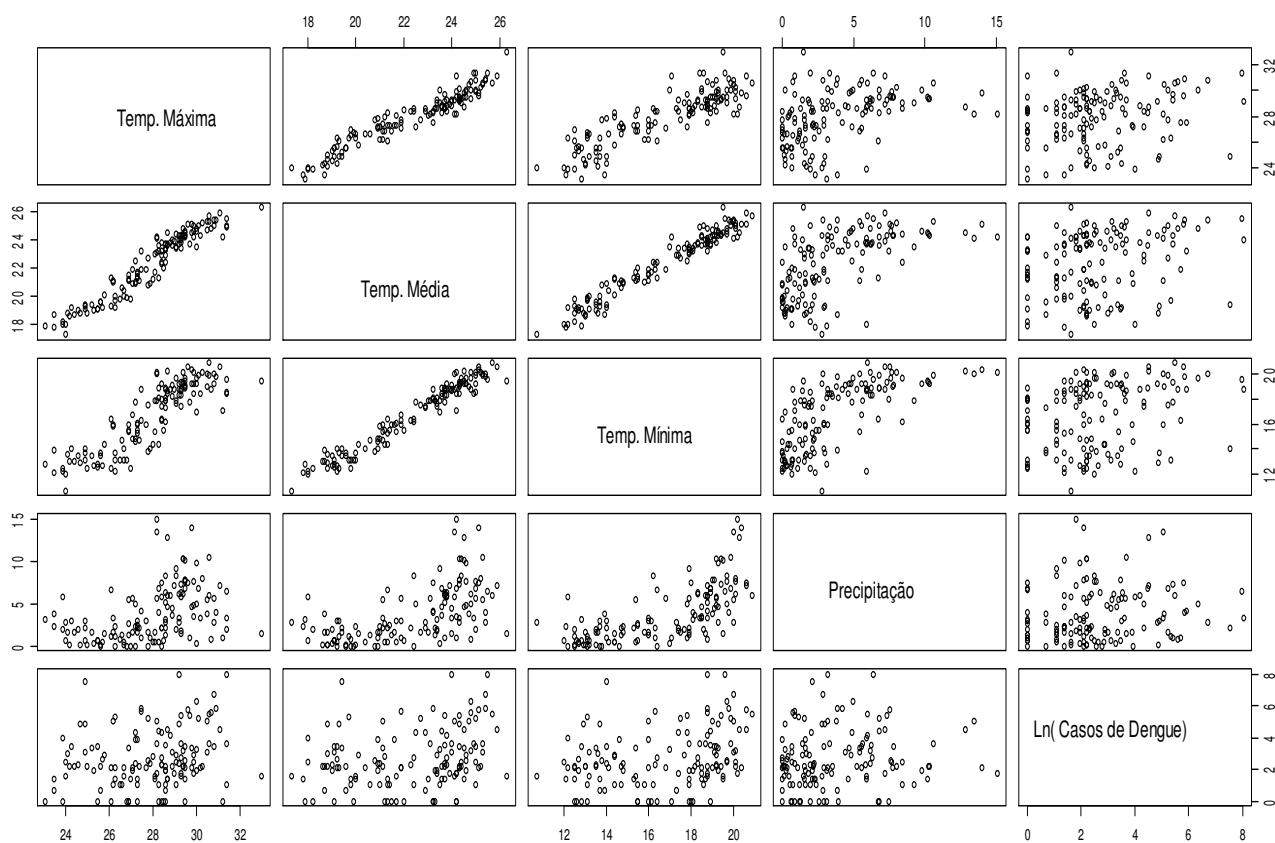 18 20 22 24 26
0 5 10 15
Temp. Máxima
24 28 32
18 20 22 24 26
Temp. Média
Temp. Mínima
12 16 20
0 5 10 15
Precipitação
Ln( Casos de Dengue)
0 2 4 6 8
24 26 28 30 32
12 14 16 18 20
0 2 4 6 8